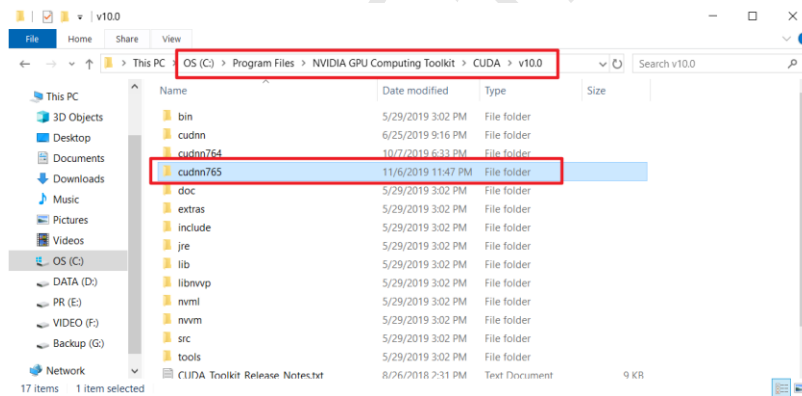 v10.0
File Home Share View
This PC > OS (C:) > Program Files > NVIDIA GPU Computing Toolkit > CUDA > v10.0 Search v10.0
Name Date modified Type Size
This PC
3D Objects
Desktop
Documents
Downloads
Music
Pictures
Videos
OS (C:)
DATA (D:)
PR (E:)
VIDEO (F:)
Backup (G:)
Network
bin 5/29/2019 3:02 PM File folder
cudnn 6/25/2019 9:16 PM File folder
cudnn764 10/7/2019 6:33 PM File folder
cudnn765 11/6/2019 11:47 PM File folder
doc 5/29/2019 3:02 PM File folder
extras 5/29/2019 3:02 PM File folder
include 5/29/2019 3:02 PM File folder
jre 5/29/2019 3:02 PM File folder
lib 5/29/2019 3:02 PM File folder
libnvvp 5/29/2019 3:02 PM File folder
nvml 5/29/2019 3:02 PM File folder
nvvm 5/29/2019 3:02 PM File folder
src 5/29/2019 3:02 PM File folder
tools 5/29/2019 3:02 PM File folder
CUDA_Toolkit_Release_Notes.txt 8/26/2018 2:31 PM Text Document 9 KB
17 items 1 item selected